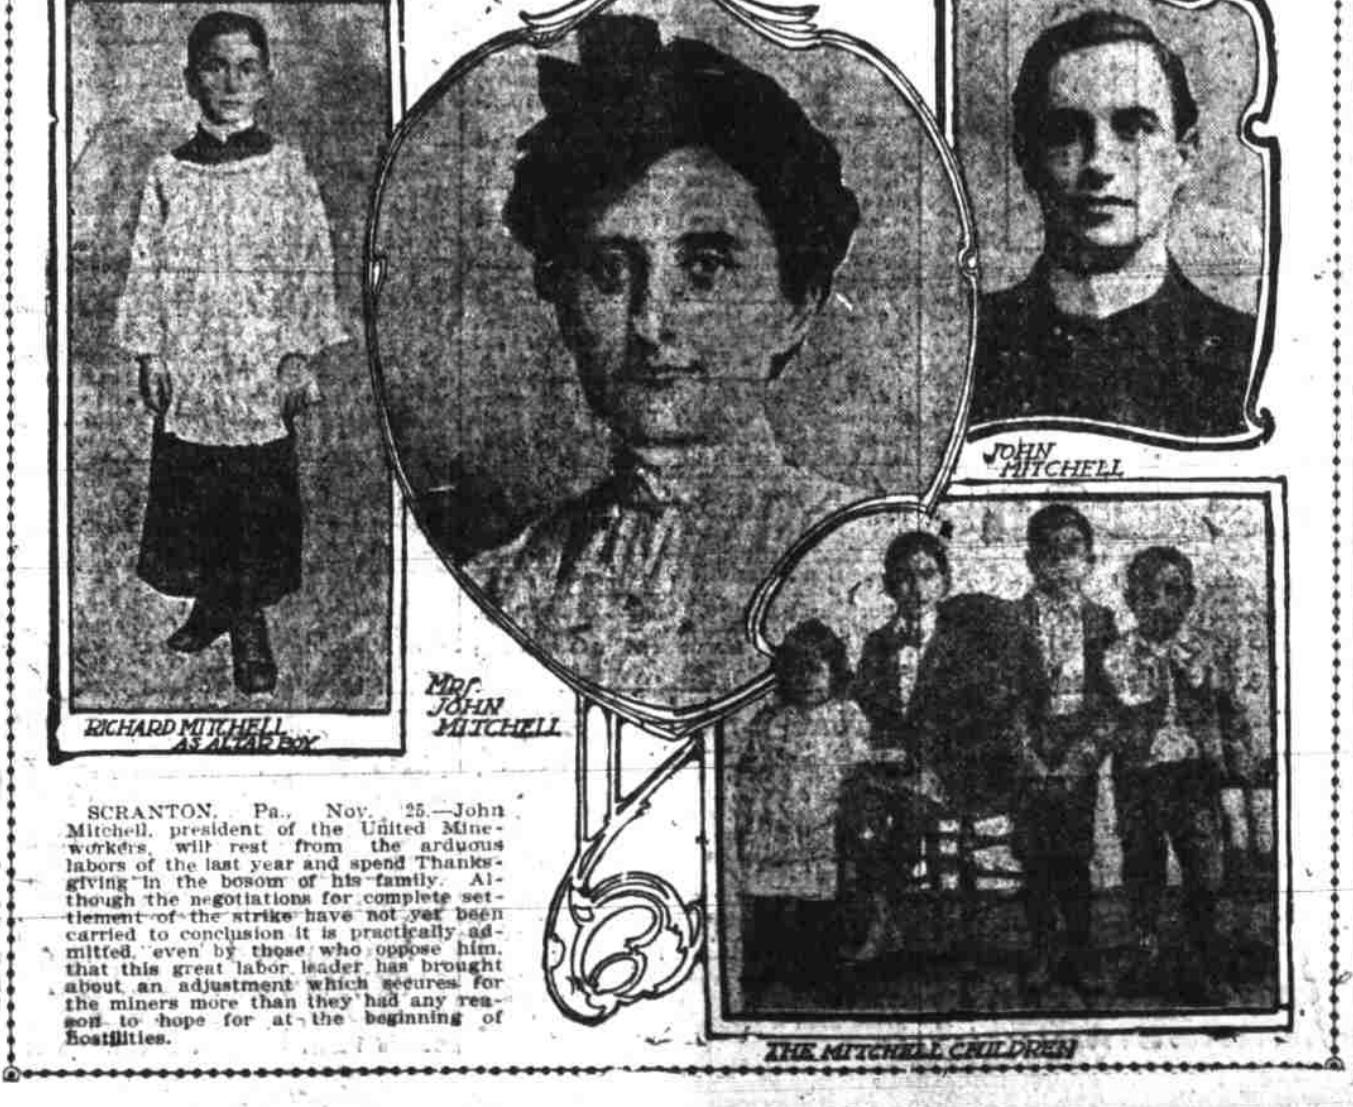 JOHN
MITCHELL
RICHARD MITCHELL
AS ALTAR BOY
MRS.
JOHN
MITCHELL
SCRANTON, Pa., Nov. 25.—John
Mitchell, president of the United Mine-
workers, will rest from the arduous
labors of the last year and spend Thanks-
giving in the bosom of his family. Al-
though the negotiations for complete set-
tlement of the strike have not yet been
carried to conclusion it is practically ad-
mitted, even by those who oppose him,
that this great labor leader has brought
about an adjustment which secures for
the miners more than they had any rea-
son to hope for at the beginning of
hostilities.
THE MITCHELL CHILDREN